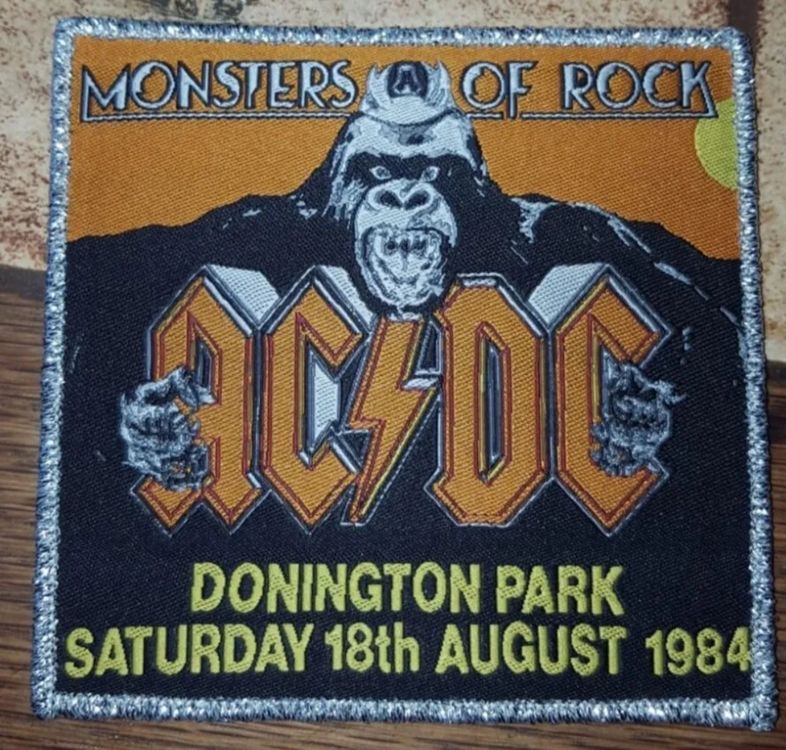 MONSTERS OF ROCK
A
AC/DC
DONINGTON PARK
SATURDAY 18th AUGUST 1984